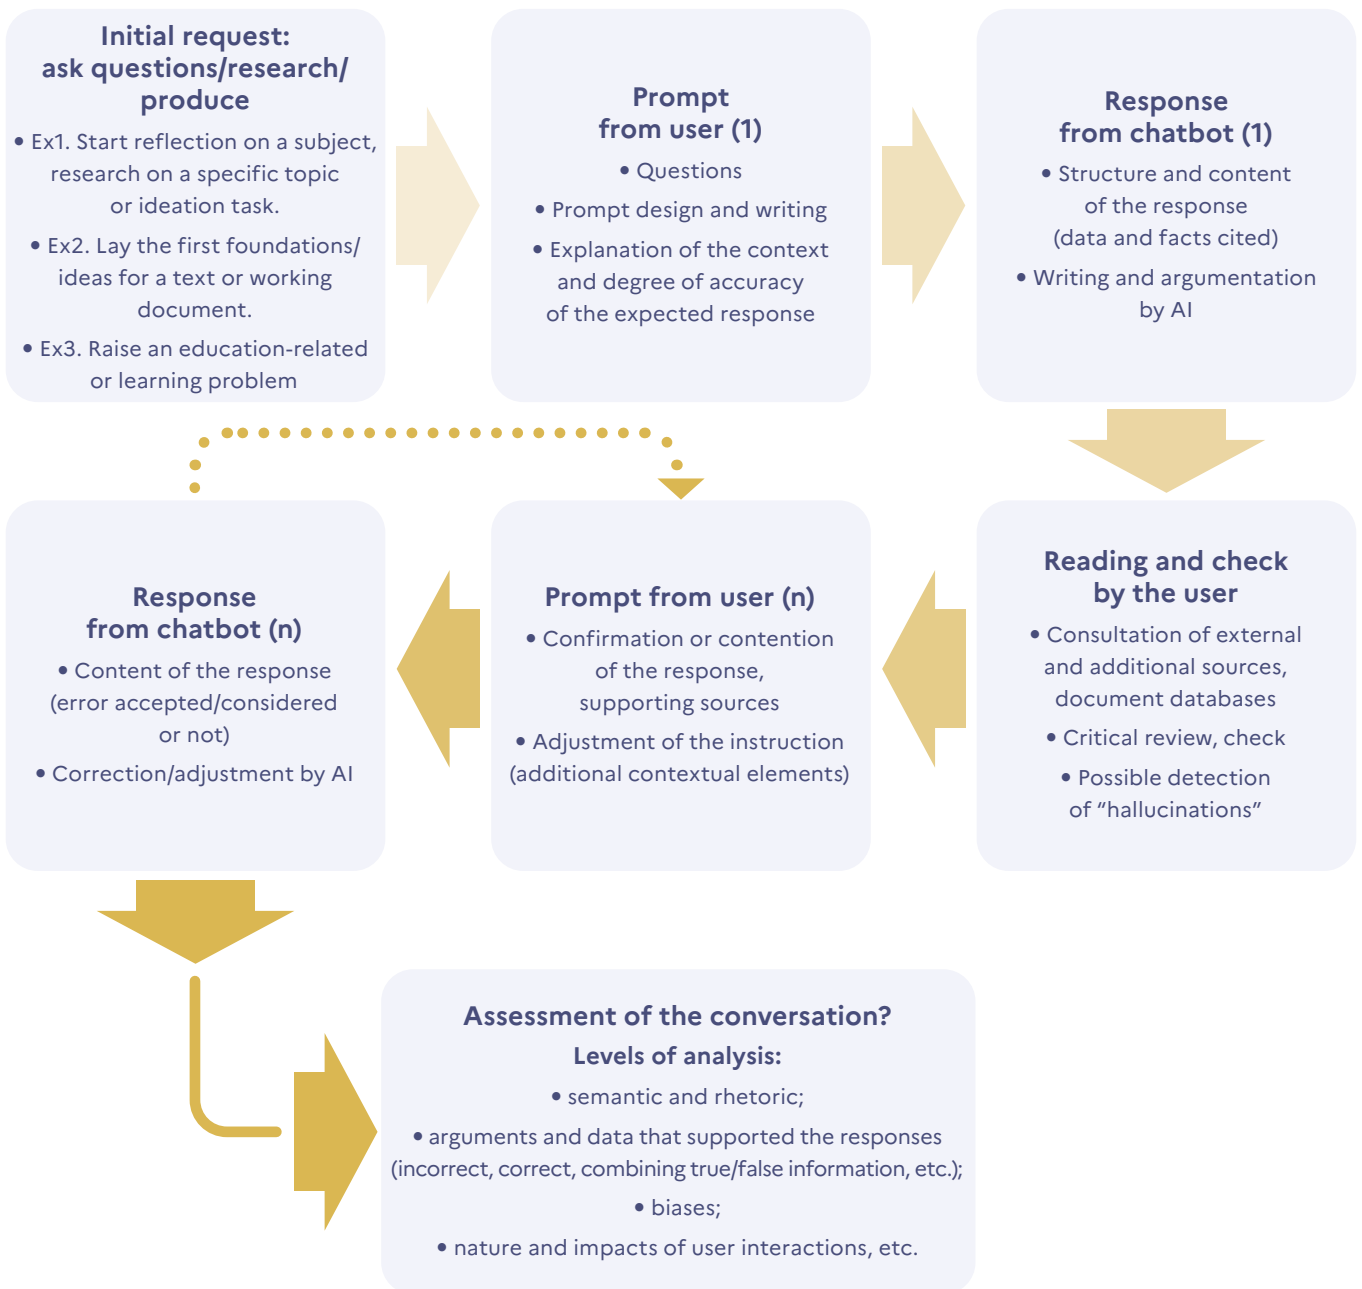 Initial request:
ask questions/research/
produce
• Ex1. Start reflection on a subject,
research on a specific topic
or ideation task.
• Ex2. Lay the first foundations/
ideas for a text or working
document.
• Ex3. Raise an education-related
or learning problem
Prompt
from user (1)
• Questions
• Prompt design and writing
• Explanation of the context
and degree of accuracy
of the expected response
Response
from chatbot (1)
• Structure and content
of the response
(data and facts cited)
• Writing and argumentation
by AI
Reading and check
by the user
• Consultation of external
and additional sources,
document databases
• Critical review, check
• Possible detection
of “hallucinations”
Prompt from user (n)
• Confirmation or contention
of the response,
supporting sources
• Adjustment of the instruction
(additional contextual elements)
Response
from chatbot (n)
• Content of the response
(error accepted/considered
or not)
• Correction/adjustment by AI
Assessment of the conversation?
Levels of analysis:
• semantic and rhetoric;
• arguments and data that supported the responses
(incorrect, correct, combining true/false information, etc.);
• biases;
• nature and impacts of user interactions, etc.